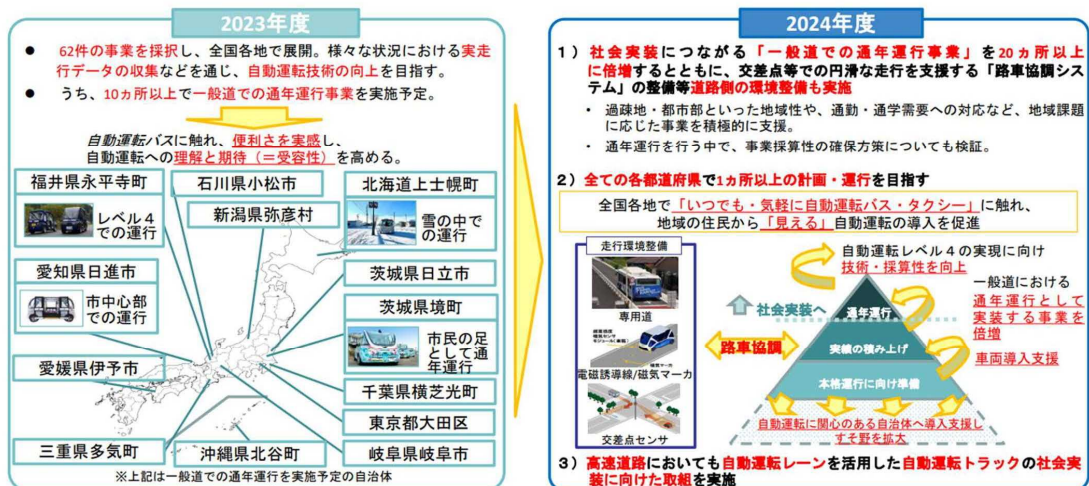 2023年度
● 62件の事業を採択し、全国各地で展開。様々な状況における実走
行データの収集などを通じ、自動運転技術の向上を目指す。
● うち、10ヵ所以上で一般道での通年運行事業を実施予定。
自動運転バスに触れ、便利さを実感し、
自動運転への理解と期待（＝受容性）を高める。
福井県永平寺町
レベル４
での運行
石川県小松市
新潟県弥彦村
北海道上士幌町
雪の中で
の運行
愛知県日進市
市中心部
での運行
茨城県日立市
茨城県境町
市民の足
として通
年運行
愛媛県伊予市
千葉県横芝光町
東京都大田区
三重県多気町
沖縄県北谷町
岐阜県岐阜市
※上記は一般道での通年運行を実施予定の自治体
2024年度
１）社会実装につながる「一般道での通年運行事業」を20ヵ所以上
に倍増するとともに、交差点等での円滑な走行を支援する「路車協調シス
テム」の整備等道路側の環境整備も実施
・ 過疎地・都市部といった地域性や、通勤・通学需要への対応など、地域課題
に応じた事業を積極的に支援。
・ 通年運行を行う中で、事業採算性の確保方策についても検証。
２）全ての各都道府県で1ヵ所以上の計画・運行を目指す
全国各地で「いつでも・気軽に自動運転バス・タクシー」に触れ、
地域の住民から「見える」自動運転の導入を促進
走行環境整備
専用道
電磁誘導線/磁気マーカ
交差点センサ
路車協調
社会実装へ
自動運転レベル４の実現に向け
技術・採算性を向上
一般道における
通年運行として
実装する事業を
倍増
車両導入支援
通年運行
実績の積み上げ
本格運行に向け準備
自動運転に関心のある自治体へ導入支援し
すそ野を拡大
３）高速道路においても自動運転レーンを活用した自動運転トラックの社会実
装に向けた取組を実施